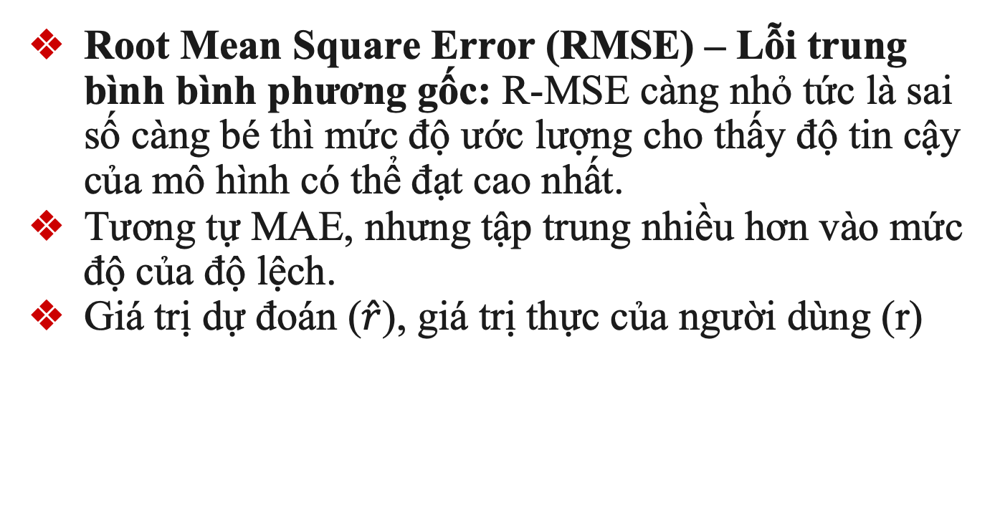 ❖ Root Mean Square Error (RMSE) – Lỗi trung
bình bình phương gốc: R-MSE càng nhỏ tức là sai
số càng bé thì mức độ ước lượng cho thấy độ tin cậy
của mô hình có thể đạt cao nhất.
❖ Tương tự MAE, nhưng tập trung nhiều hơn vào mức
độ của độ lệch.
❖ Giá trị dự đoán (r̂), giá trị thực của người dùng (r)